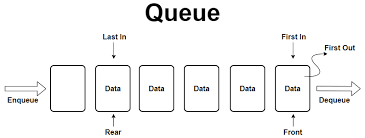 Queue
Last In
First In
First Out
Data Data Data Data Data
Enqueue
Dequeue
Rear
Front